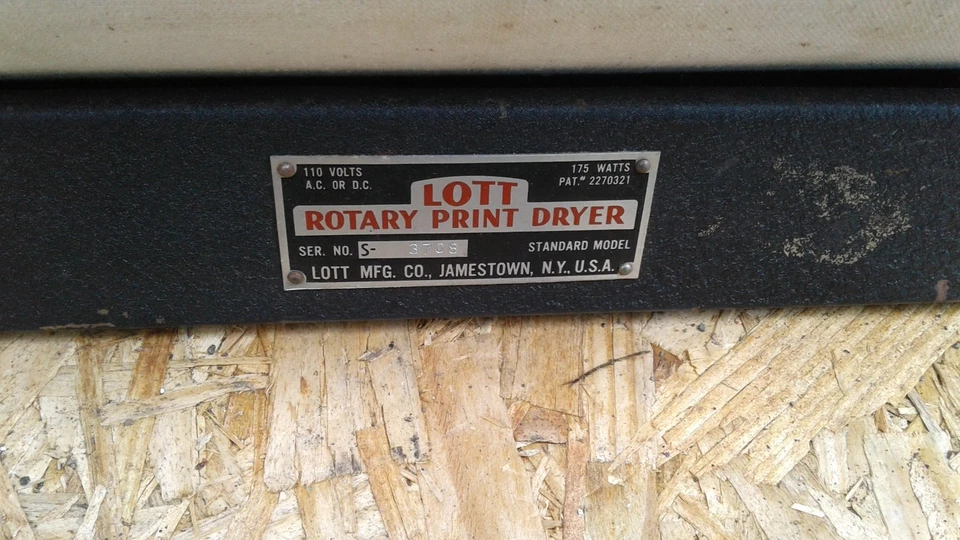 110 VOLTS
A.C. OR D.C.
175 WATTS
PAT.# 2270321
LOTT
ROTARY PRINT DRYER
SER. NO. S-
STANDARD MODEL
LOTT MFG. CO., JAMESTOWN, N.Y., U.S.A.